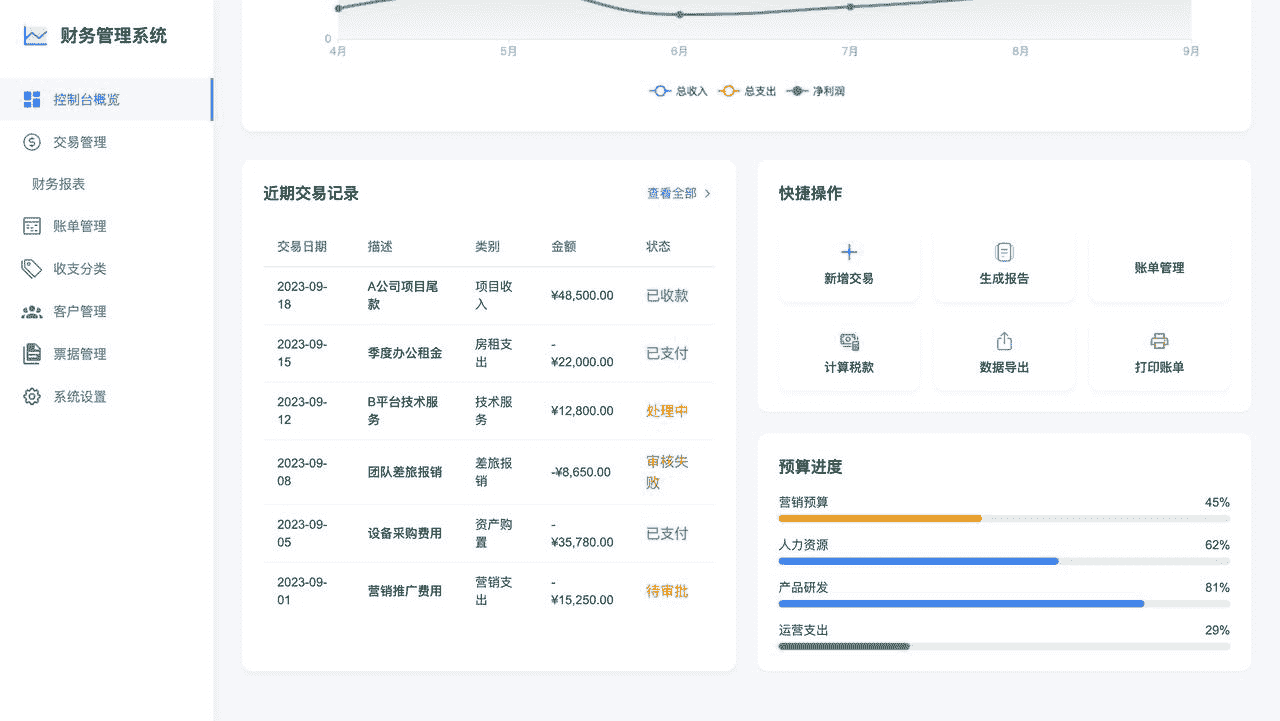 财务管理系统
控制台概览
交易管理
财务报表
账单管理
收支分类
客户管理
票据管理
系统设置
0
4月 5月 6月 7月 8月 9月
总收入 总支出 净利润
近期交易记录 查看全部
交易日期 描述 类别 金额 状态
2023-09-18 A公司项目尾款 项目收入 ¥48,500.00 已收款
2023-09-15 季度办公租金 房租支出 -¥22,000.00 已支付
2023-09-12 B平台技术服务 技术服务 ¥12,800.00 处理中
2023-09-08 团队差旅报销 差旅报销 -¥8,650.00 审核失败
2023-09-05 设备采购费用 资产购置 -¥35,780.00 已支付
2023-09-01 营销推广费用 营销支出 -¥15,250.00 待审批
快捷操作
新增交易 生成报告 账单管理
计算税款 数据导出 打印账单
预算进度
营销预算 45%
人力资源 62%
产品研发 81%
运营支出 29%